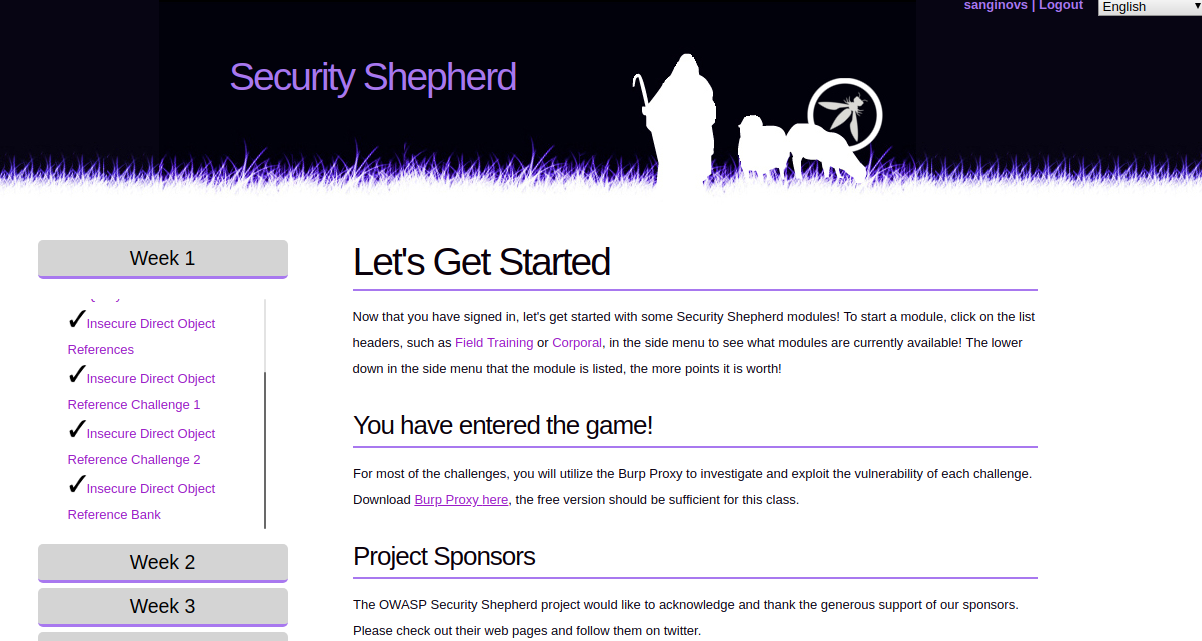 sanginovs | Logout
English
Security Shepherd
Week 1
Insecure Direct Object
References
Insecure Direct Object
Reference Challenge 1
Insecure Direct Object
Reference Challenge 2
Insecure Direct Object
Reference Bank
Week 2
Week 3
Let's Get Started
Now that you have signed in, let's get started with some Security Shepherd modules! To start a module, click on the list
headers, such as Field Training or Corporal, in the side menu to see what modules are currently available! The lower
down in the side menu that the module is listed, the more points it is worth!
You have entered the game!
For most of the challenges, you will utilize the Burp Proxy to investigate and exploit the vulnerability of each challenge.
Download Burp Proxy here, the free version should be sufficient for this class.
Project Sponsors
The OWASP Security Shepherd project would like to acknowledge and thank the generous support of our sponsors.
Please check out their web pages and follow them on twitter.